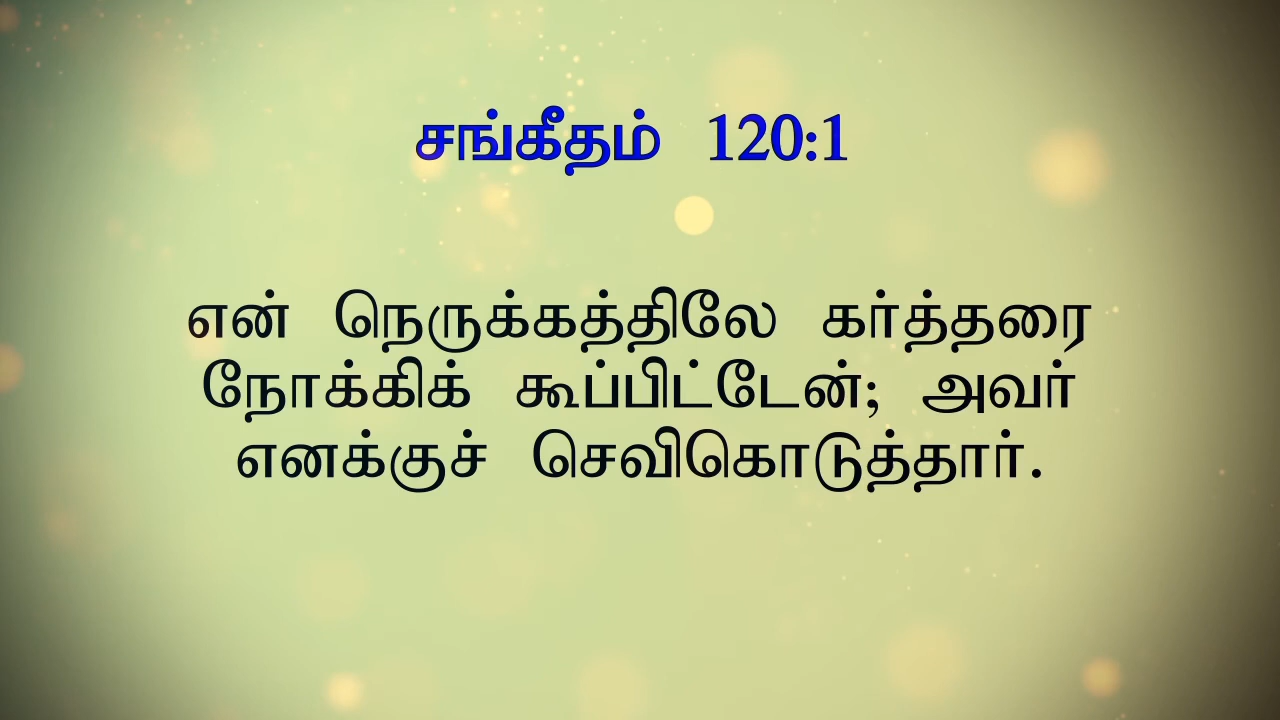 சங்கீதம் 120:1
என் நெருக்கத்திலே கர்த்தரை
நோக்கிக் கூப்பிட்டேன்; அவர்
எனக்குச் செவிகொடுத்தார்.